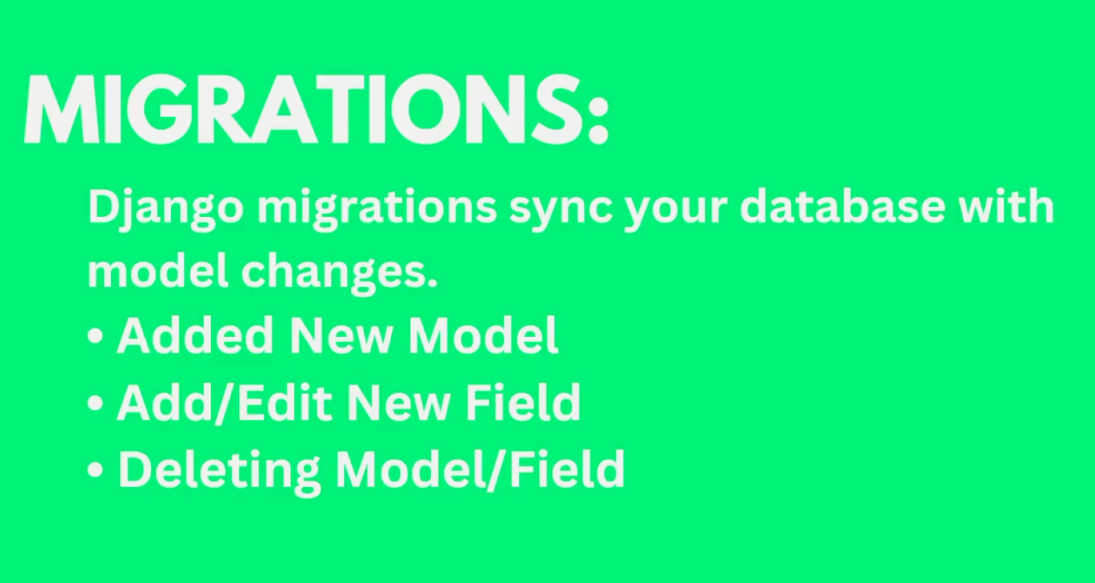 MIGRATIONS:
Django migrations sync your database with
model changes.
• Added New Model
• Add/Edit New Field
• Deleting Model/Field